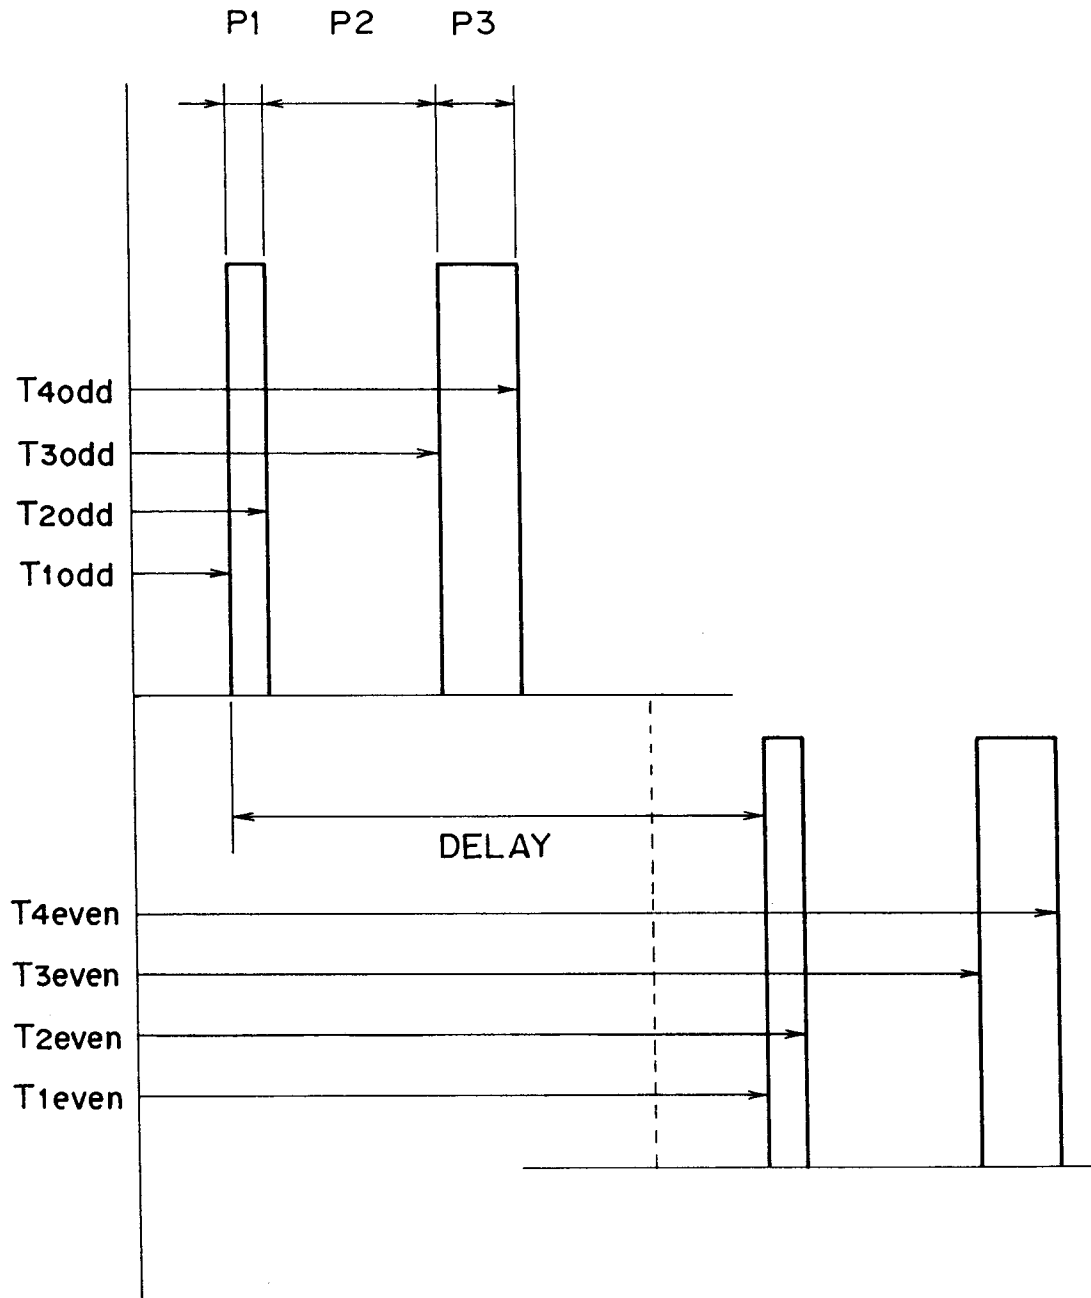 P1 P2 P3
T4odd
T3odd
T2odd
T1odd
DELAY
T4even
T3even
T2even
T1even